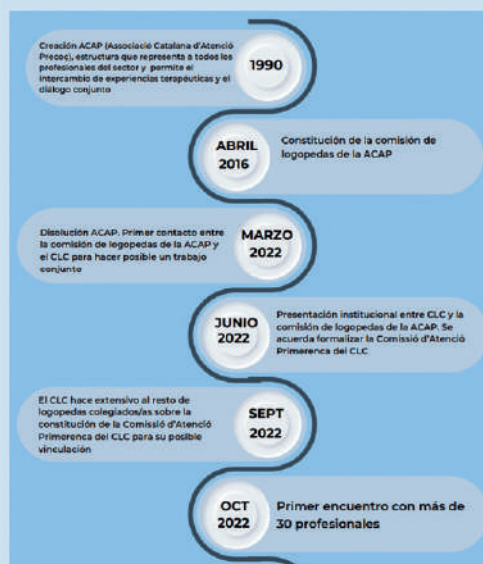 Creación ACAP (Associació Catalana d'Atenció
Precoç), estructura que representa a todos los
profesionales del sector y permite el
intercambio de experiencias terapéuticas y el
diálogo conjunto
1990
ABRIL
2016
Constitución de la comisión de
logopedas de la ACAP
Disolución ACAP. Primer contacto entre
la comisión de logopedas de la ACAP y
el CLC para hacer posible un trabajo
conjunto
MARZO
2022
JUNIO
2022
Presentación institucional entre CLC y la
comisión de logopedas de la ACAP. Se
acuerda formalizar la Comissió d'Atenció
Primerenca del CLC
El CLC hace extensivo al resto de
logopedas colegiados/as sobre la
constitución de la Comissió d'Atenció
Primerenca del CLC para su posible
vinculación
SEPT
2022
OCT
2022
Primer encuentro con más de
30 profesionales